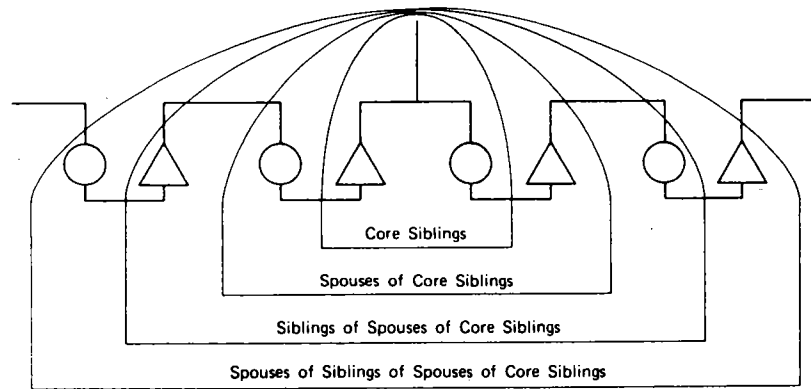 Core Siblings
Spouses of Core Siblings
Siblings of Spouses of Core Siblings
Spouses of Siblings of Spouses of Core Siblings